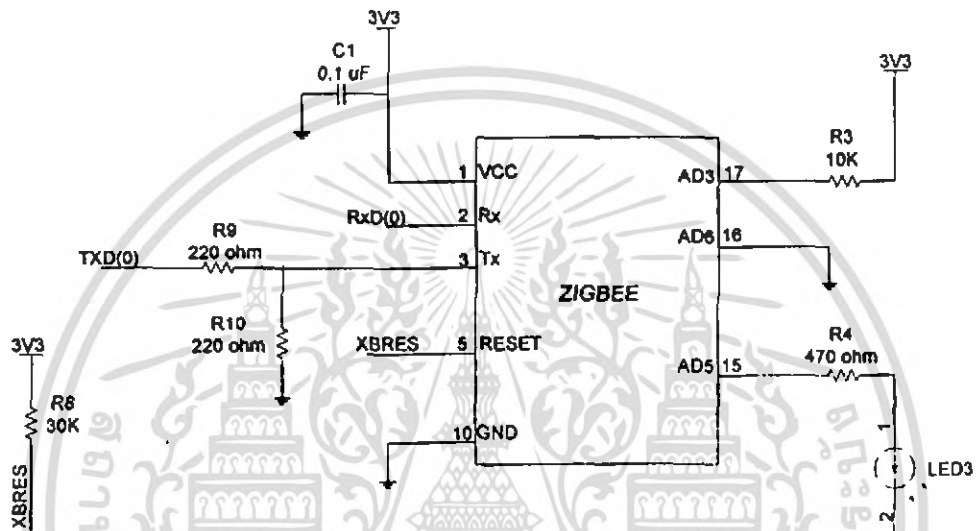 3V3
C1
0.1 uF
3V3
R3
10K
1 VCC
AD3 17
RxD(0) 2 Rx
AD6 16
R9
220 ohm
TXD(0)
3 Tx
ZIGBEE
R10
220 ohm
XBRES 5 RESET
R4
470 ohm
3V3
AD5 15
R8
30K
10 GND
1
LED3
XBRES
2